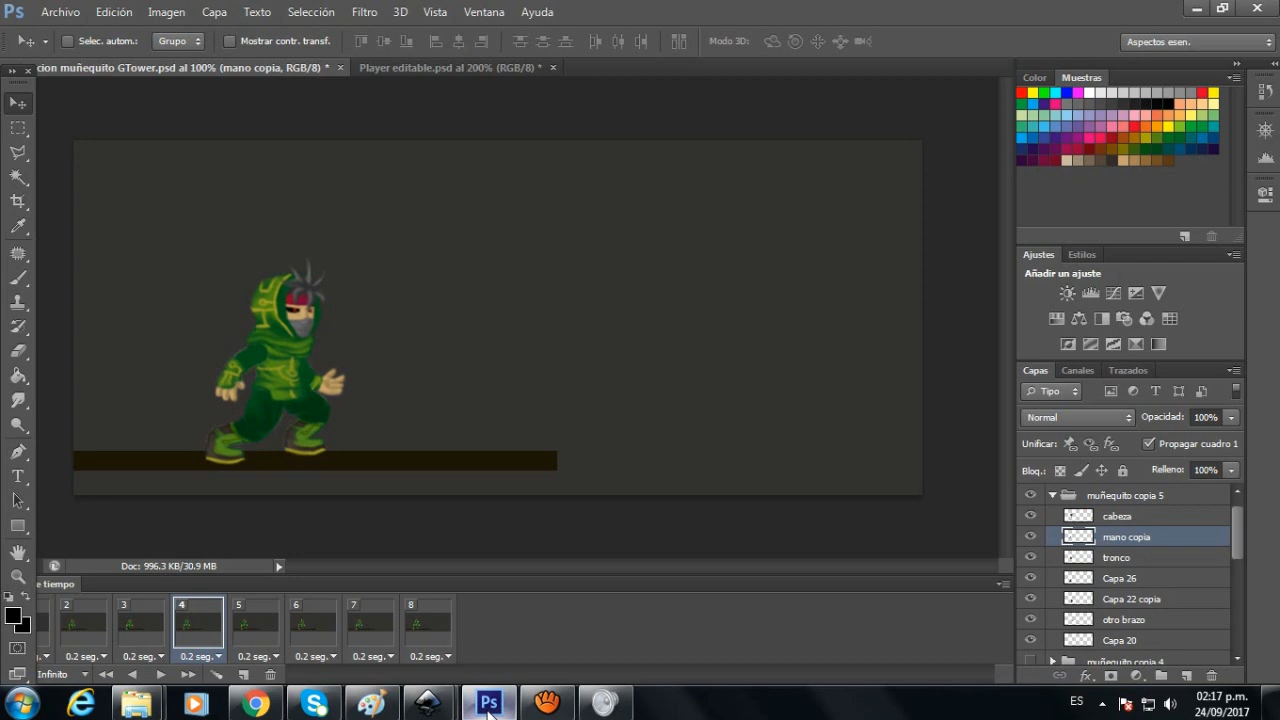 Ps Archivo Edición Imagen Capa Texto Selección Filtro 3D Vista Ventana Ayuda
Selec. autom.: Grupo Mostrar contr. transf. Modo 3D: Aspectos esen.
cion muñequito GTower.psd al 100% (mano copia, RGB/8) * × Player editable.psd al 200% (RGB/8) * ×
Color Muestras
Ajustes Estilos
Añadir un ajuste
Capas Canales Trazados
Tipo
Normal Opacidad: 100%
Unificar: Propagar cuadro 1
Bloq.: Relleno: 100%
muñequito copia 5
cabeza
mano copia
tronco
Capa 26
Capa 22 copia
otro brazo
Capa 20
muñequito copia 4
Doc: 996.3 KB/30.9 MB
e tiempo
2 3 4 5 6 7 8
0.2 seg. 0.2 seg. 0.2 seg. 0.2 seg. 0.2 seg. 0.2 seg. 0.2 seg.
Infinito
Ps
ES
02:17 p.m.
24/09/2017